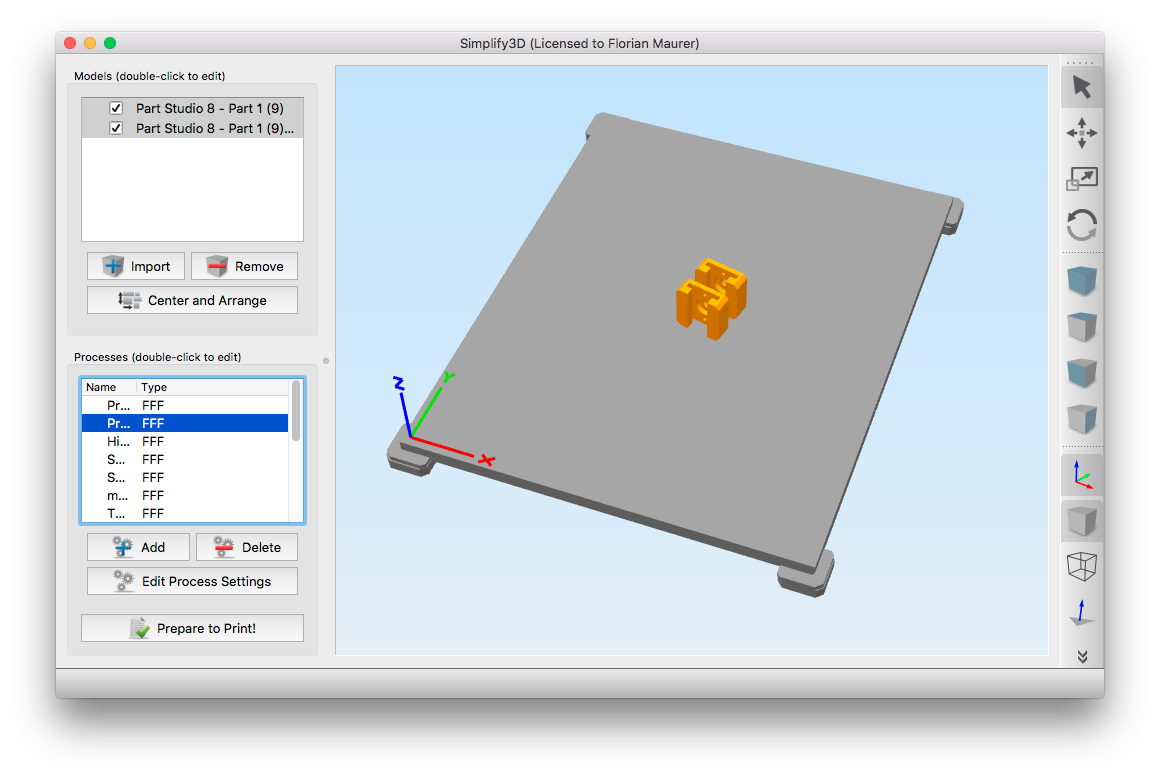 Simplify3D (Licensed to Florian Maurer)
Models (double-click to edit)
Part Studio 8 - Part 1 (9)
Part Studio 8 - Part 1 (9)...
Import
Remove
Center and Arrange
Processes (double-click to edit)
Name Type
Pr... FFF
Pr... FFF
Hi... FFF
S... FFF
S... FFF
m... FFF
T... FFF
Add
Delete
Edit Process Settings
Prepare to Print!
Z
Y
X